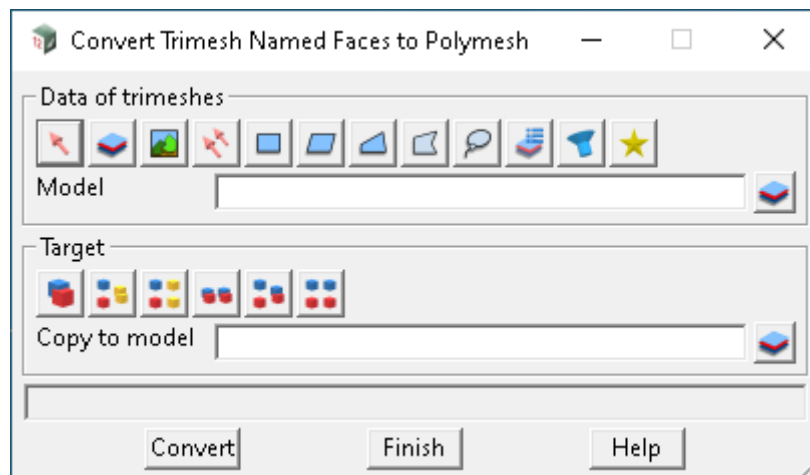 Convert Trimesh Named Faces to Polymesh
Data of trimeshes
Model
Target
Copy to model
Convert Finish Help